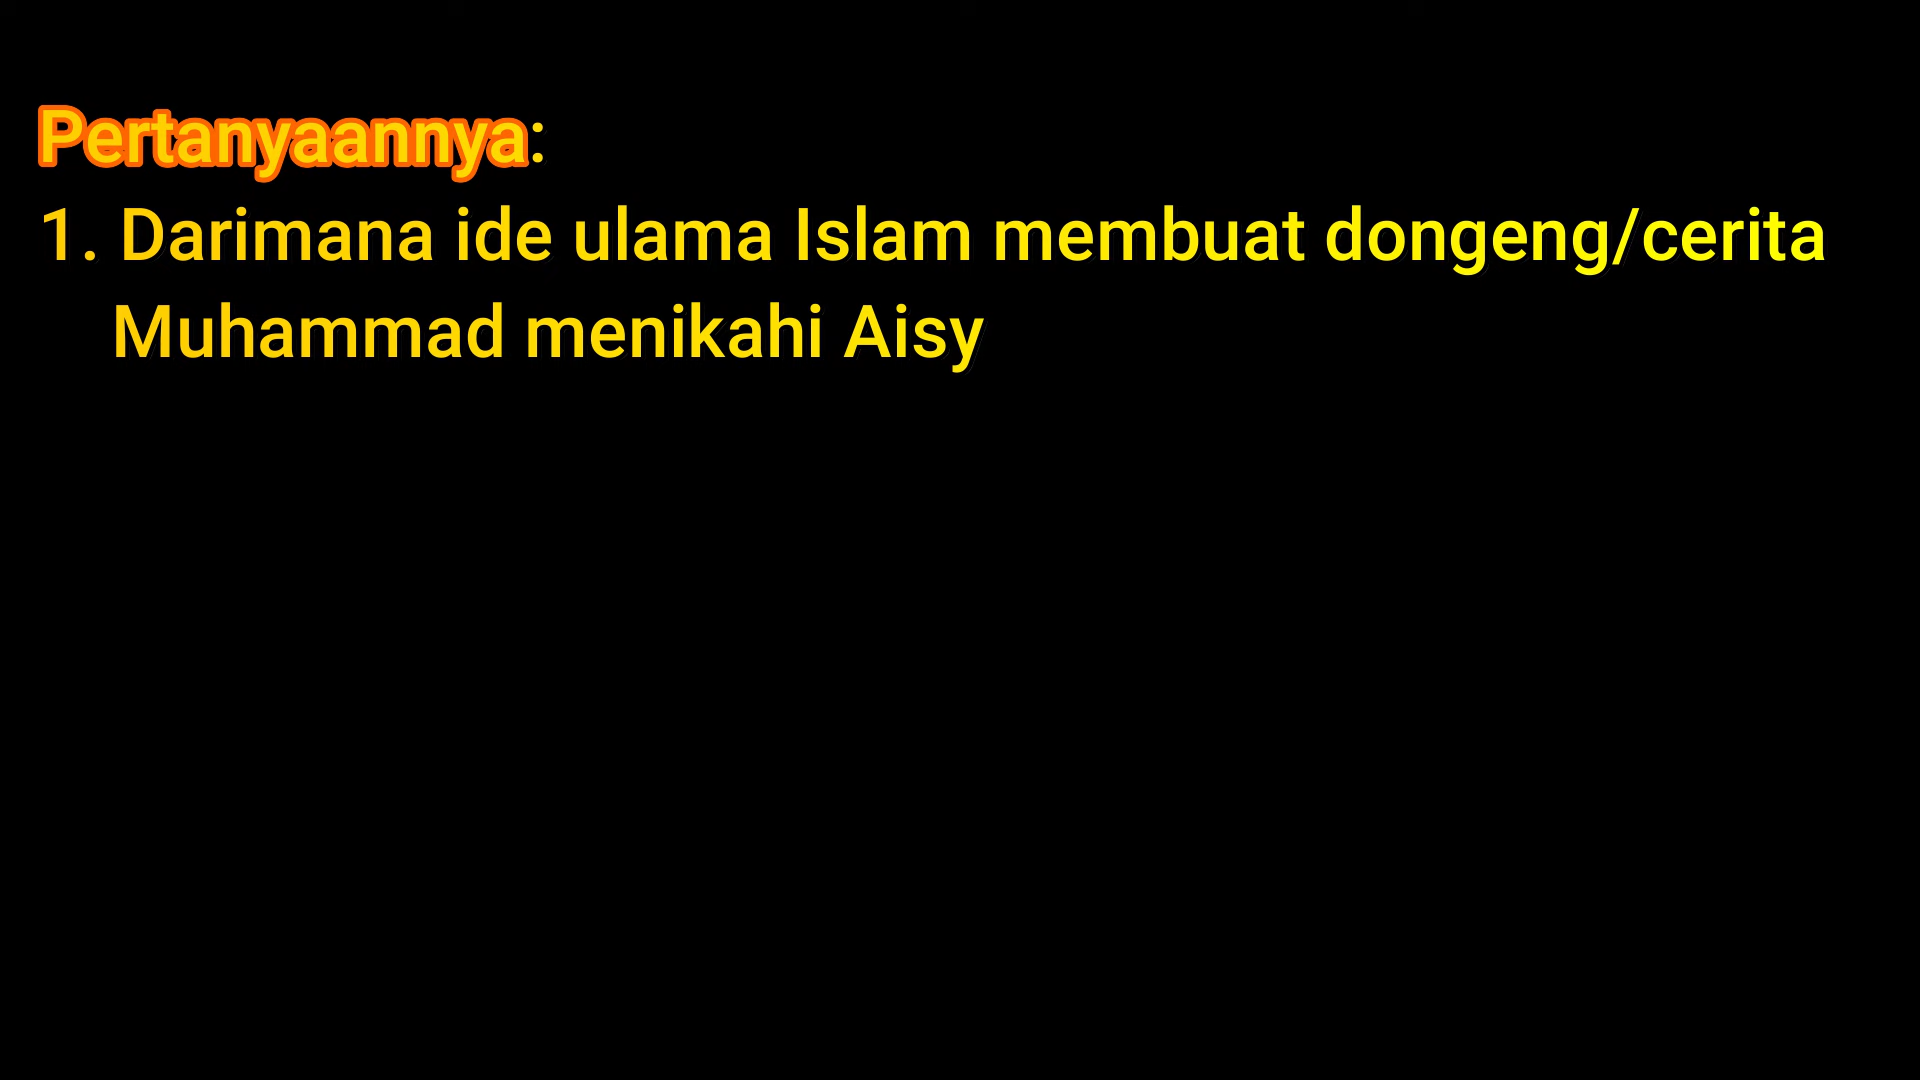 Pertanyaannya:
1. Darimana ide ulama Islam membuat dongeng/cerita
Muhammad menikahi Aisy